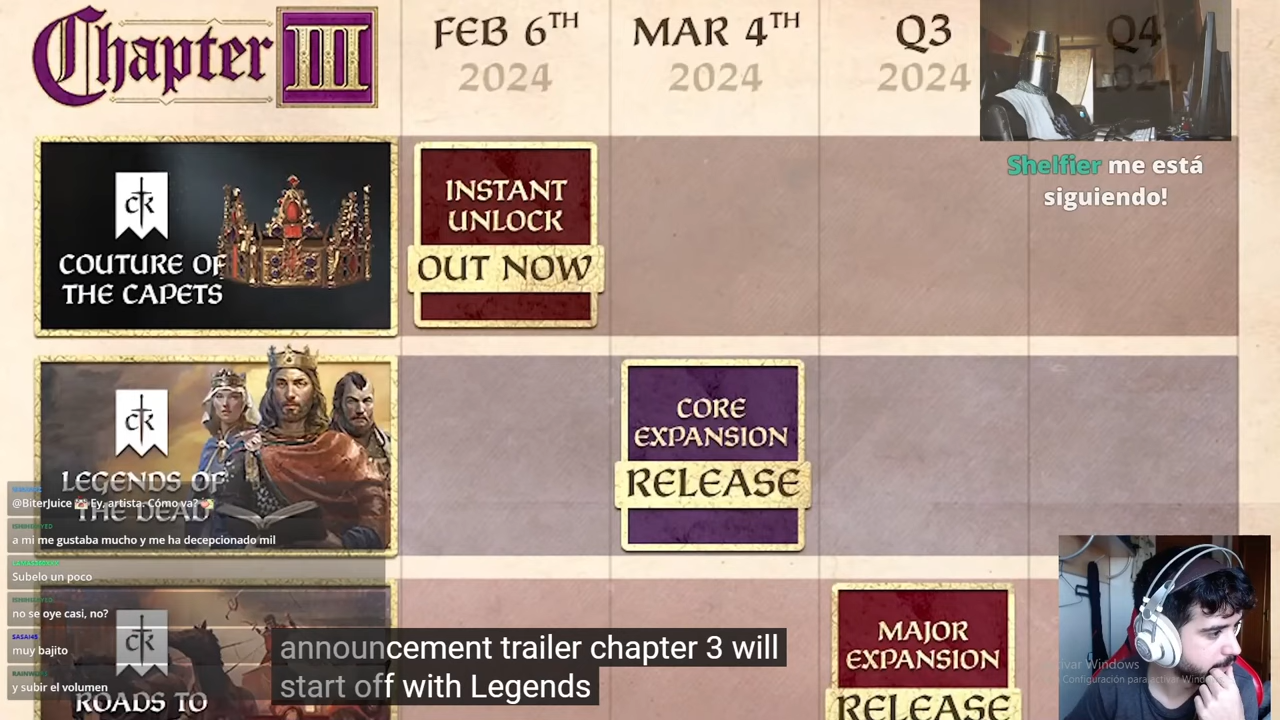 Chapter III
FEB 6TH
2024
MAR 4TH
2024
Q3
2024
Q4
Shelfier me está
siguiendo!
COUTURE OF
THE CAPETS
INSTANT
UNLOCK
OUT NOW
LEGENDS OF
THE DEAD
CORE
EXPANSION
RELEASE
@BiterJuice Ey, artista. Cómo va?
a mi me gustaba mucho y me ha decepcionado mil
Subelo un poco
no se oye casi, no?
muy bajito
y subir el volumen
ROADS TO
MAJOR
EXPANSION
RELEASE
announcement trailer chapter 3 will
start off with Legends